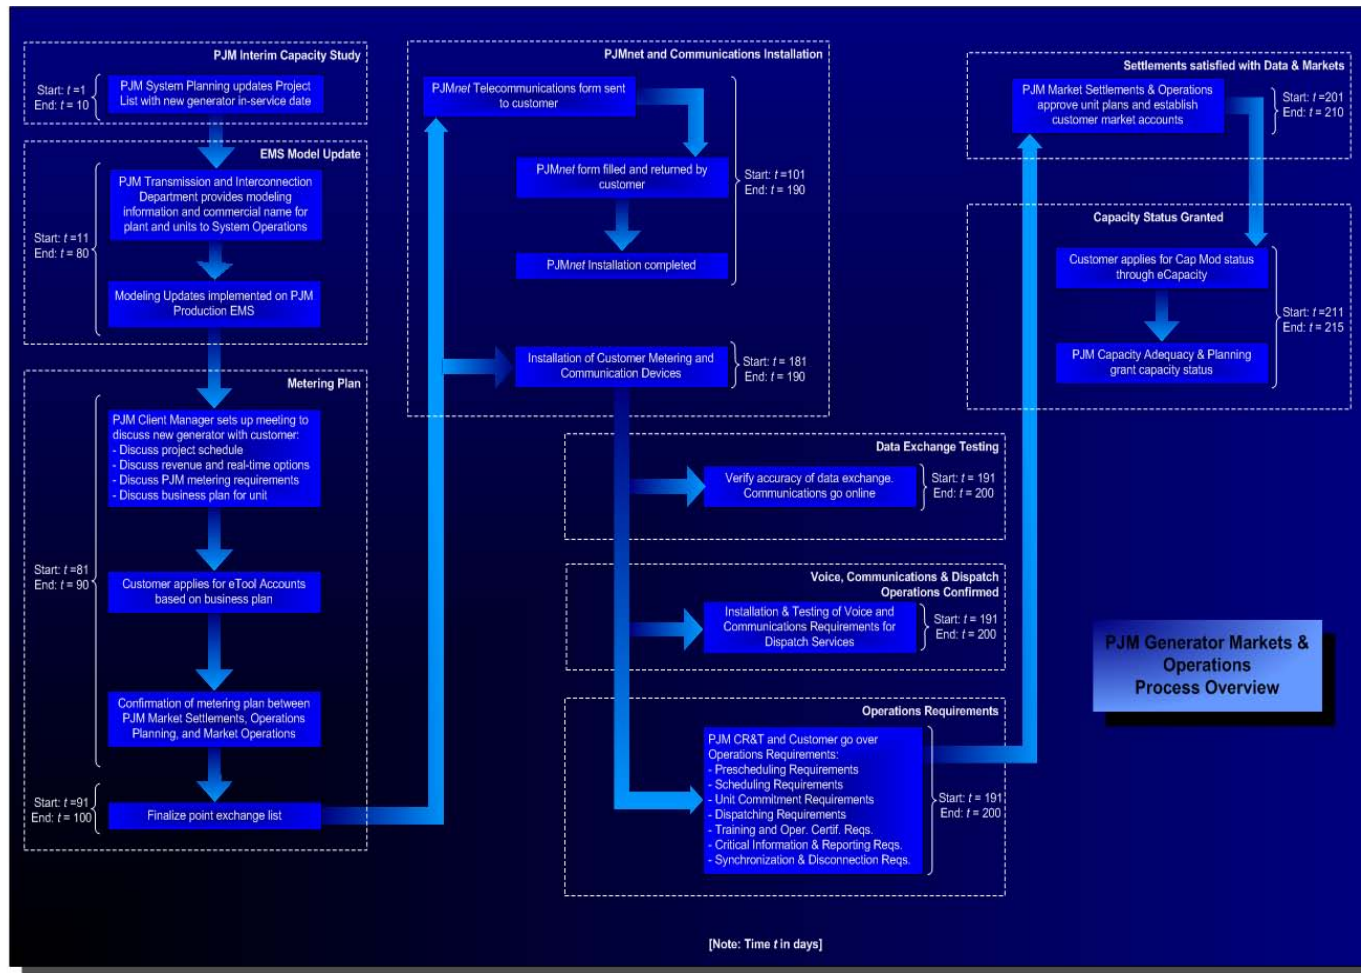 PJM Interim Capacity Study
Start: t =1
End: t = 10
PJM System Planning updates Project
List with new generator in-service date
EMS Model Update
Start: t =11
End: t = 80
PJM Transmission and Interconnection
Department provides modeling
information and commercial name for
plant and units to System Operations
Modeling Updates implemented on PJM
Production EMS
Metering Plan
Start: t =81
End: t = 90
PJM Client Manager sets up meeting to
discuss new generator with customer:
- Discuss project schedule
- Discuss revenue and real-time options
- Discuss PJM metering requirements
- Discuss business plan for unit
Customer applies for eTool Accounts
based on business plan
Confirmation of metering plan between
PJM Market Settlements, Operations
Planning, and Market Operations
Start: t =91
End: t = 100
Finalize point exchange list
PJMnet and Communications Installation
PJMnet Telecommunications form sent
to customer
PJMnet form filled and returned by
customer
PJMnet Installation completed
Start: t =101
End: t = 190
Installation of Customer Metering and
Communication Devices
Start: t = 181
End: t = 190
Data Exchange Testing
Verify accuracy of data exchange.
Communications go online
Start: t = 191
End: t = 200
Voice, Communications & Dispatch
Operations Confirmed
Installation & Testing of Voice and
Communications Requirements for
Dispatch Services
Start: t = 191
End: t = 200
Operations Requirements
PJM CR&T and Customer go over
Operations Requirements:
- Prescheduling Requirements
- Scheduling Requirements
- Unit Commitment Requirements
- Dispatching Requirements
- Training and Oper. Certif. Reqs.
- Critical Information & Reporting Reqs.
- Synchronization & Disconnection Reqs.
Start: t = 191
End: t = 200
Settlements satisfied with Data & Markets
PJM Market Settlements & Operations
approve unit plans and establish
customer market accounts
Start: t =201
End: t = 210
Capacity Status Granted
Customer applies for Cap Mod status
through eCapacity
PJM Capacity Adequacy & Planning
grant capacity status
Start: t =211
End: t = 215
PJM Generator Markets &
Operations
Process Overview
[Note: Time t in days]